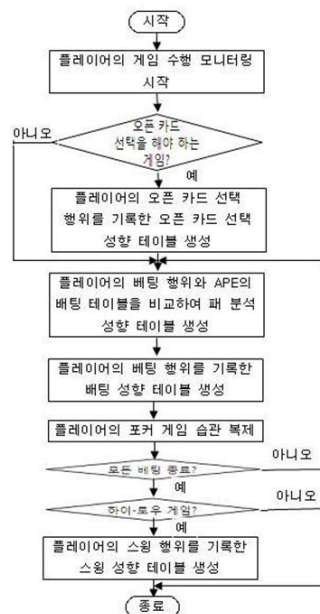 시작
플레이어의 게임 수행 모니터링
시작
오픈 카드
선택을 해야 하는
게임?
아니오
예
플레이어의 오픈 카드 선택
행위를 기록한 오픈 카드 선택
성향 테이블 생성
플레이어의 베팅 행위와 APE의
배팅 테이블을 비교하여 패 분석
성향 테이블 생성
플레이어의 베팅 행위를 기록한
배팅 성향 테이블 생성
플레이어의 포커 게임 습관 복제
모든 베팅 종료?
아니오
예
하이-로우 게임?
아니오
예
플레이어의 스윙 행위를 기록한
스윙 성향 테이블 생성
종료